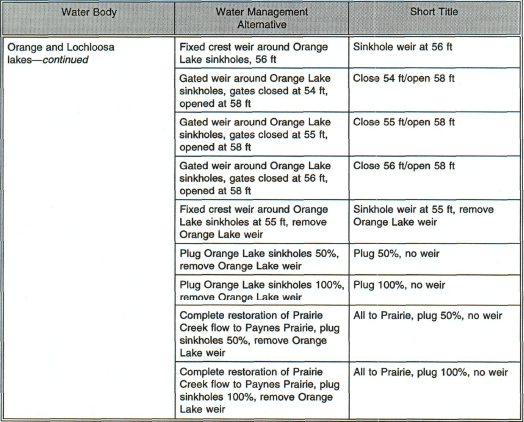 Water Body
Water Management
Alternative
Short Title
Orange and Lochloosa
lakes—continued
Fixed crest weir around Orange
Lake sinkholes, 56 ft
Sinkhole weir at 56 ft
Gated weir around Orange Lake
sinkholes, gates closed at 54 ft,
opened at 58 ft
Close 54 ft/open 58 ft
Gated weir around Orange Lake
sinkholes, gates closed at 55 ft,
opened at 58 ft
Close 55 ft/open 58 ft
Gated weir around Orange Lake
sinkholes, gates closed at 56 ft,
opened at 58 ft
Close 56 ft/open 58 ft
Fixed crest weir around Orange
Lake sinkholes at 55 ft, remove
Orange Lake weir
Sinkhole weir at 55 ft, remove
Orange Lake weir
Plug Orange Lake sinkholes 50%,
remove Orange Lake weir
Plug 50%, no weir
Plug Orange Lake sinkholes 100%,
remove Orange Lake weir
Plug 100%, no weir
Complete restoration of Prairie
Creek flow to Paynes Prairie, plug
sinkholes 50%, remove Orange
Lake weir
All to Prairie, plug 50%, no weir
Complete restoration of Prairie
Creek flow to Paynes Prairie, plug
sinkholes 100%, remove Orange
Lake weir
All to Prairie, plug 100%, no weir